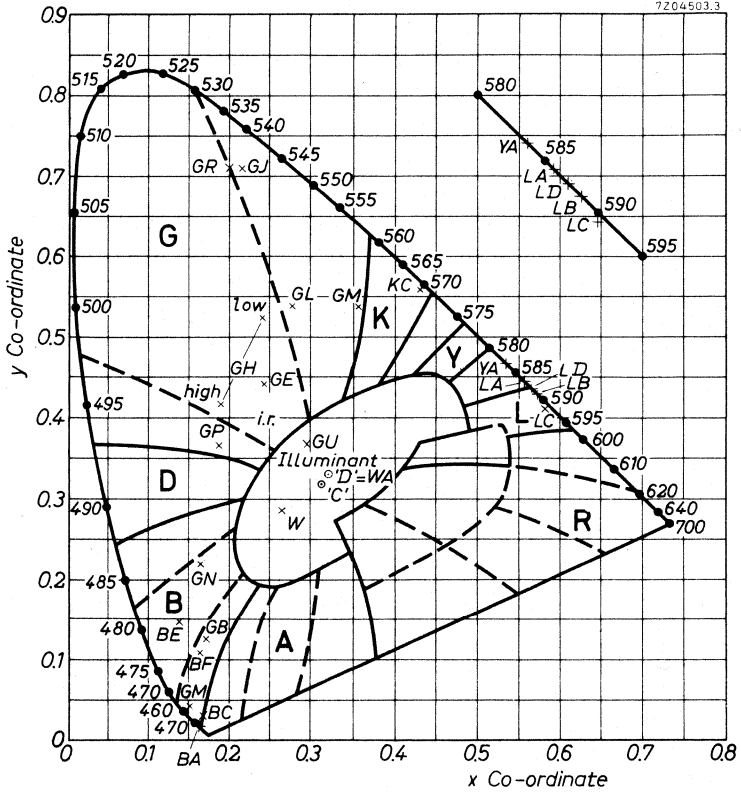 7Z04503.3
0.9
520
525
515
530
580
0.8
535
540
510
YA
585
545
GR
GJ
LA
0.7
550
LD
590
505
555
LB
LC
G
560
595
0.6
565
KC
570
GL
GM
500
low
K
575
0.5
580
GH
Y
YA
585
LD
GE
LA
LB
high
590
495
i.r.
L
LC
0.4
595
GP
GU
600
Illuminant
610
D
'D'=WA
'C'
620
0.3
490
W
R
640
700
GN
485
0.2
B
BE
GB
480
A
BF
0.1
475
470
GM
460
BC
470
0
BA
0
0.1
0.2
0.3
0.4
0.5
0.6
0.7
0.8
x Co-ordinate
y Co-ordinate